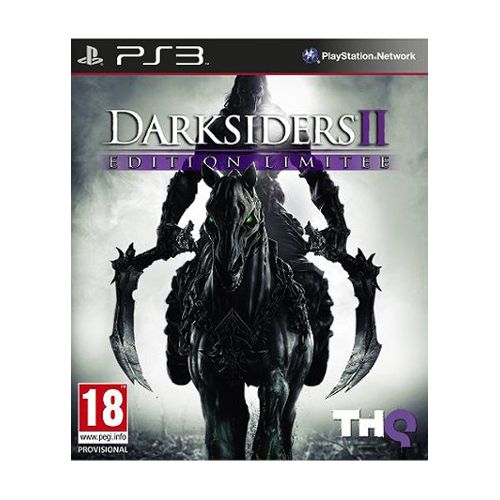 PS3
PlayStation®Network
DARKSIDERS II
EDITION LIMITEE
18
www.pegi.info
PROVISIONAL
THQ